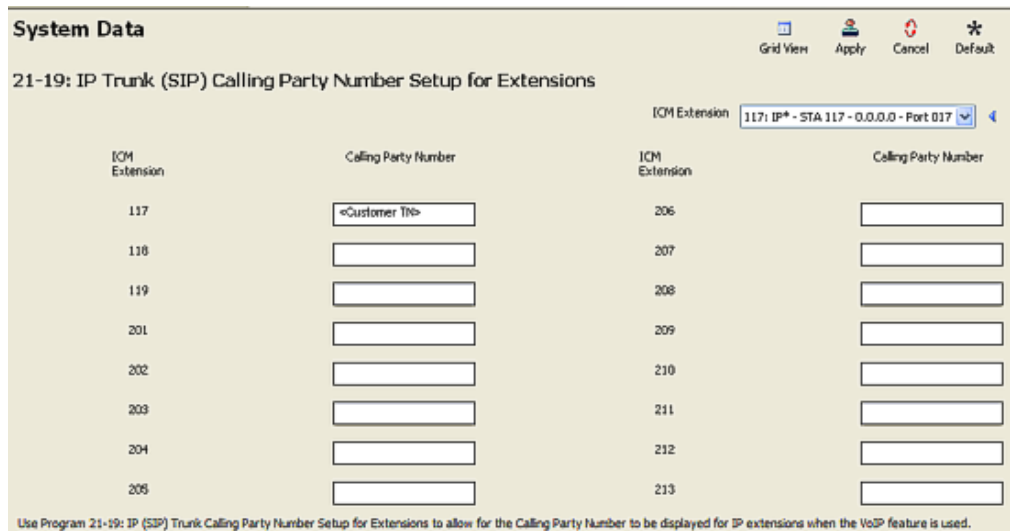 System Data
Grid View Apply Cancel Default
21-19: IP Trunk (SIP) Calling Party Number Setup for Extensions
ICM Extension 117: IP* - STA 117 - 0.0.0.0 - Port 017
ICM Extension Calling Party Number ICM Extension Calling Party Number
117 <Customer TN> 206
118 207
119 208
201 209
202 210
203 211
204 212
205 213
Use Program 21-19: IP (SIP) Trunk Calling Party Number Setup for Extensions to allow for the Calling Party Number to be displayed for IP extensions when the VoIP feature is used.